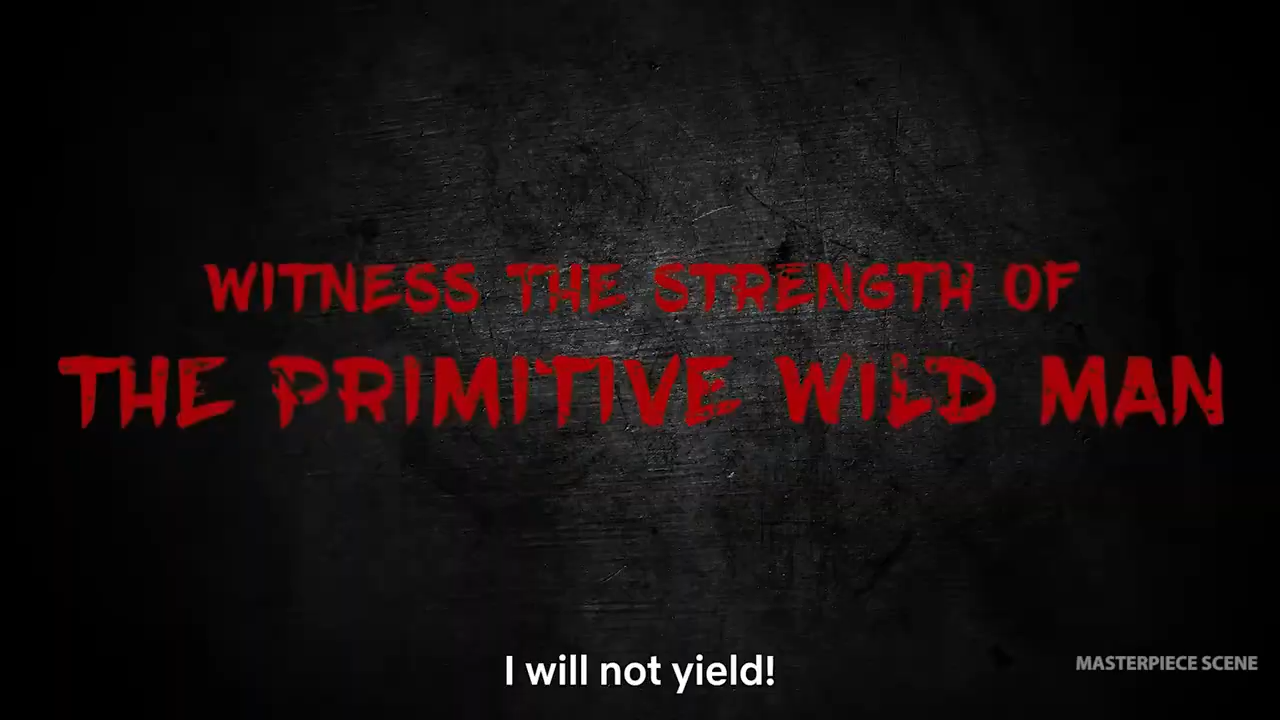 WITNESS THE STRENGTH OF
THE PRIMITIVE WILD MAN
I will not yield!
MASTERPIECE SCENE